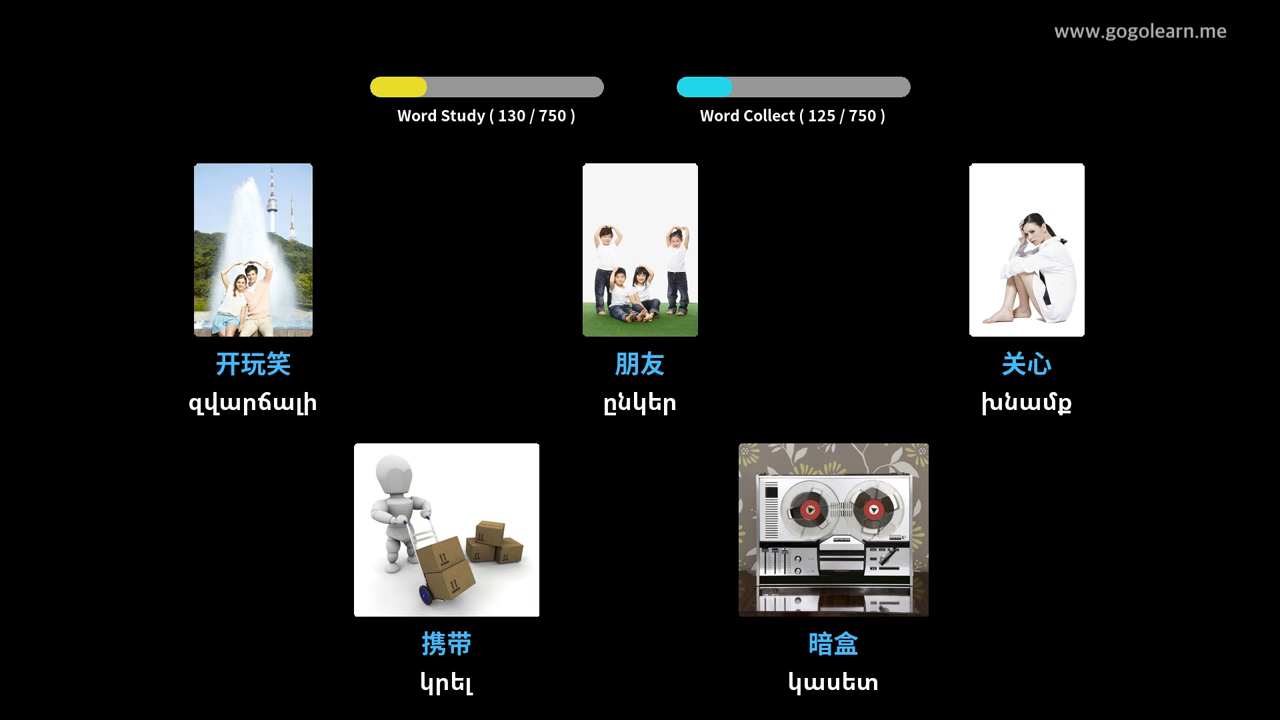 www.gogolearn.me
Word Study ( 130 / 750 )
Word Collect ( 125 / 750 )
开玩笑
զվարճալի
朋友
ընկեր
关心
խնամք
携带
կրել
暗盒
կասետ